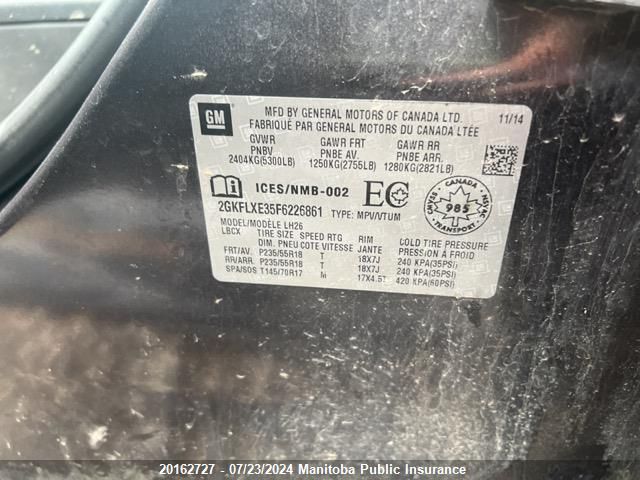 GM
MFD BY GENERAL MOTORS OF CANADA LTD. 11/14
FABRIQUÉ PAR GENERAL MOTORS DU CANADA LTÉE
GVWR GAWR FRT GAWR RR
PNBV PNBE AV. PNBE ARR.
2404KG(5300LB) 1250KG(2755LB) 1280KG(2821LB)
ICES/NMB-002 EC
CANADA
985
TRANSPORT
2GKFLXE35F6226861 TYPE: MPV/VTUM
MODEL/MODÈLE LH26
LBCX TIRE SIZE SPEED RTG RIM COLD TIRE PRESSURE
DIM. PNEU COTE VITESSE JANTE PRESSION A FROID
FRT/AV. P235/55R18 T 18X7J 240 KPA(35PSI)
RR/ARR. P235/55R18 T 18X7J 240 KPA(35PSI)
SPA/SOS T145/70R17 M 17X4.5T 420 KPA(60PSI)
20162727 - 07/23/2024 Manitoba Public Insurance